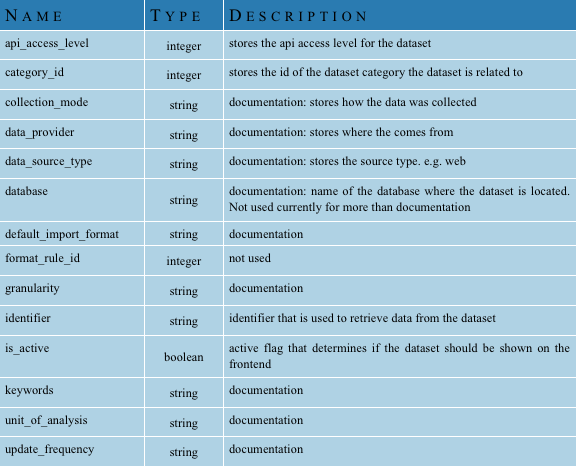 NAME TYPE DESCRIPTION
api_access_level integer stores the api access level for the dataset
category_id integer stores the id of the dataset category the dataset is related to
collection_mode string documentation: stores how the data was collected
data_provider string documentation: stores where the comes from
data_source_type string documentation: stores the source type. e.g. web
database string documentation: name of the database where the dataset is located.
Not used currently for more than documentation
default_import_format string documentation
format_rule_id integer not used
granularity string documentation
identifier string identifier that is used to retrieve data from the dataset
is_active boolean active flag that determines if the dataset should be shown on the
frontend
keywords string documentation
unit_of_analysis string documentation
update_frequency string documentation